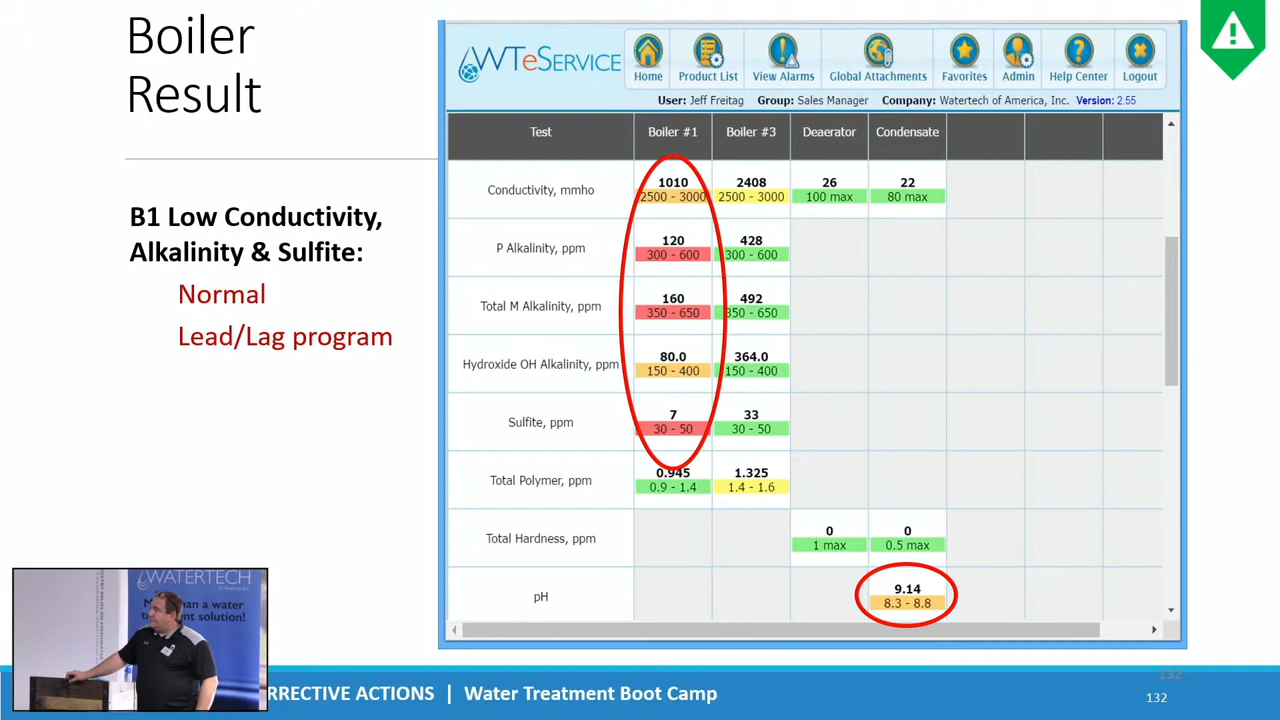 Boiler
Result
B1 Low Conductivity,
Alkalinity & Sulfite:
Normal
Lead/Lag program
WTeSERVICE
Home Product List View Alarms Global Attachments Favorites Admin Help Center Logout
User: Jeff Freitag Group: Sales Manager Company: Watertech of America, Inc. Version: 2.55
Test Boiler #1 Boiler #3 Deaerator Condensate
Conductivity, mmho 1010 2408 26 22
2500 - 3000 2500 - 3000 100 max 80 max
P Alkalinity, ppm 120 428
300 - 600 300 - 600
Total M Alkalinity, ppm 160 492
350 - 650 350 - 650
Hydroxide OH Alkalinity, ppm 80.0 364.0
150 - 400 150 - 400
Sulfite, ppm 7 33
30 - 50 30 - 50
Total Polymer, ppm 0.945 1.325
0.9 - 1.4 1.4 - 1.6
Total Hardness, ppm 0 0
1 max 0.5 max
pH 9.14
8.3 - 8.8
WATERTECH
than a water
treatment solution!
RRECTIVE ACTIONS | Water Treatment Boot Camp
132
132